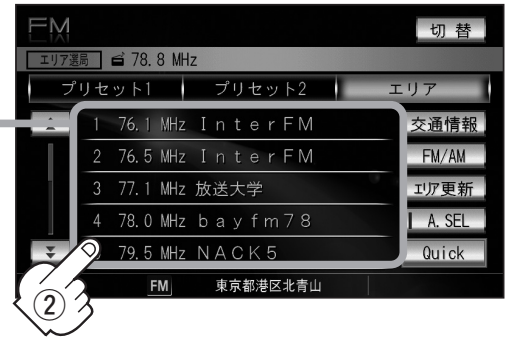 FM
切替
エリア選局 78.8 MHz
プリセット1 プリセット2 エリア
1 76.1 MHz InterFM
交通情報
2 76.5 MHz InterFM
FM/AM
3 77.1 MHz 放送大学
エリア更新
4 78.0 MHz bayfm78
A.SEL
79.5 MHz NACK5
Quick
FM 東京都港区北青山
2